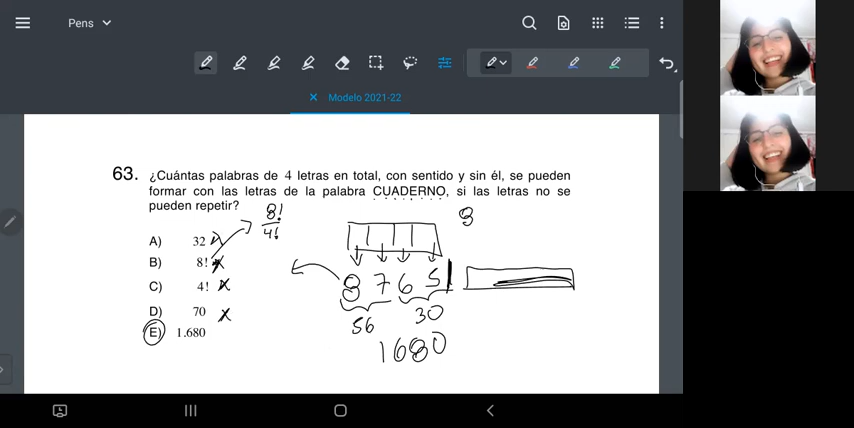 Pens
Modelo 2021-22
63. ¿Cuántas palabras de 4 letras en total, con sentido y sin él, se pueden
formar con las letras de la palabra CUADERNO, si las letras no se
pueden repetir?
8!
4!
8
A) 32
B) 8!
C) 4!
D) 70
E) 1.680
8 7 6 5
56 30
1680